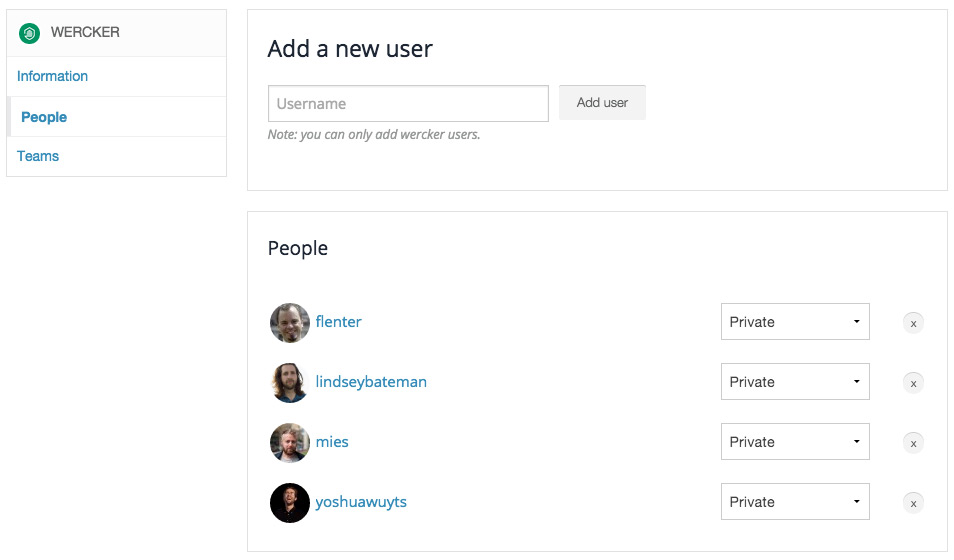 WERCKER
Information
People
Teams
Add a new user
Username
Add user
Note: you can only add wercker users.
People
flenter
Private
x
lindseybateman
Private
x
mies
Private
x
yoshuawuyts
Private
x